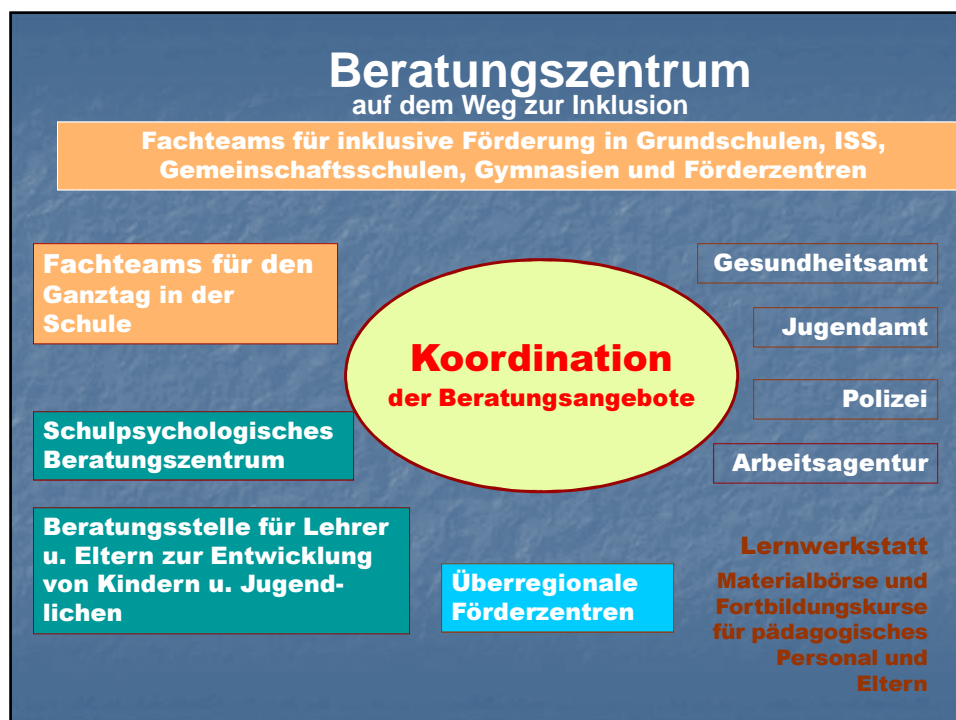 Beratungszentrum
auf dem Weg zur Inklusion
Fachteams für inklusive Förderung in Grundschulen, ISS,
Gemeinschaftsschulen, Gymnasien und Förderzentren
Fachteams für den
Ganztag in der
Schule
Gesundheitsamt
Jugendamt
Koordination
der Beratungsangebote
Polizei
Schulpsychologisches
Beratungszentrum
Arbeitsagentur
Beratungsstelle für Lehrer
u. Eltern zur Entwicklung
von Kindern u. Jugend-
lichen
Überregionale
Förderzentren
Lernwerkstatt
Materialbörse und
Fortbildungskurse
für pädagogisches
Personal und
Eltern